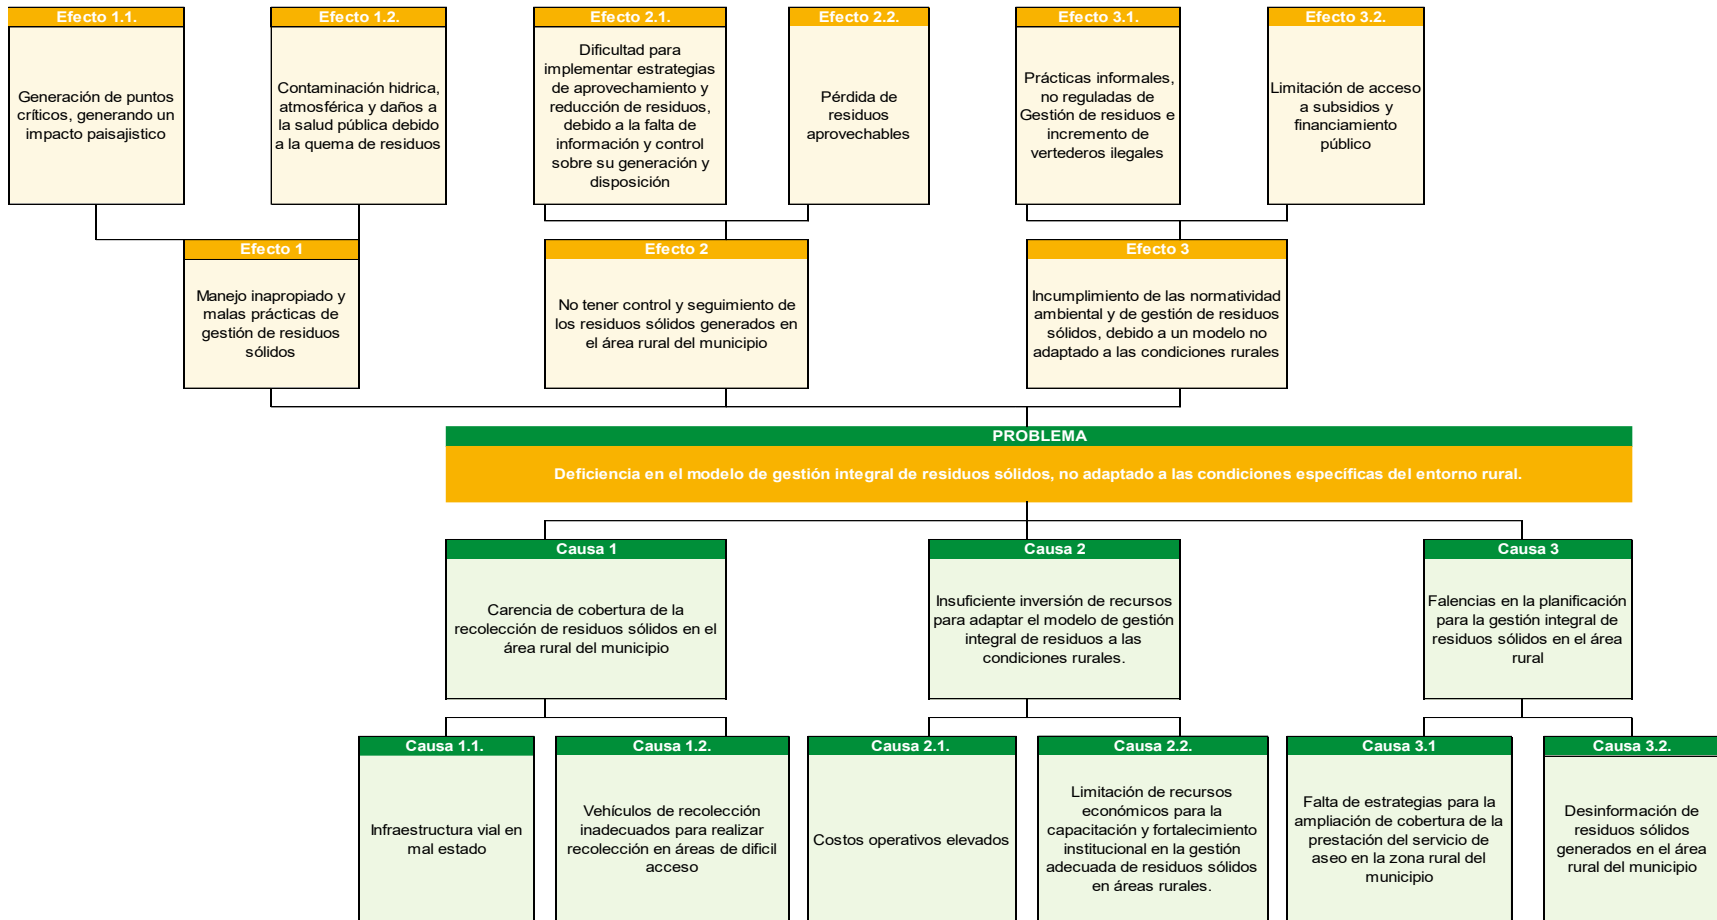 Efecto 1.1.
Generación de puntos
críticos, generando un
impacto paisajistico
Efecto 1.2.
Contaminación hidrica,
atmosférica y daños a
la salud pública debido
a la quema de residuos
Efecto 2.1.
Dificultad para
implementar estrategias
de aprovechamiento y
reducción de residuos,
debido a la falta de
información y control
sobre su generación y
disposición
Efecto 2.2.
Pérdida de
residuos
aprovechables
Efecto 3.1.
Prácticas informales,
no reguladas de
Gestión de residuos e
incremento de
vertederos ilegales
Efecto 3.2.
Limitación de acceso
a subsidios y
financiamiento
público
Efecto 1
Manejo inapropiado y
malas prácticas de
gestión de residuos
sólidos
Efecto 2
No tener control y seguimiento de
los residuos sólidos generados en
el área rural del municipio
Efecto 3
Incumplimiento de las normatividad
ambiental y de gestión de residuos
sólidos, debido a un modelo no
adaptado a las condiciones rurales
PROBLEMA
Deficiencia en el modelo de gestión integral de residuos sólidos, no adaptado a las condiciones específicas del entorno rural.
Causa 1
Carencia de cobertura de la
recolección de residuos sólidos en el
área rural del municipio
Causa 2
Insuficiente inversión de recursos
para adaptar el modelo de gestión
integral de residuos a las
condiciones rurales.
Causa 3
Falencias en la planificación
para la gestión integral de
residuos sólidos en el área
rural
Causa 1.1.
Infraestructura vial en
mal estado
Causa 1.2.
Vehículos de recolección
inadecuados para realizar
recolección en áreas de dificil
acceso
Causa 2.1.
Costos operativos elevados
Causa 2.2.
Limitación de recursos
económicos para la
capacitación y fortalecimiento
institucional en la gestión
adecuada de residuos sólidos
en áreas rurales.
Causa 3.1
Falta de estrategias para la
ampliación de cobertura de la
prestación del servicio de
aseo en la zona rural del
municipio
Causa 3.2.
Desinformación de
residuos sólidos
generados en el área
rural del municipio